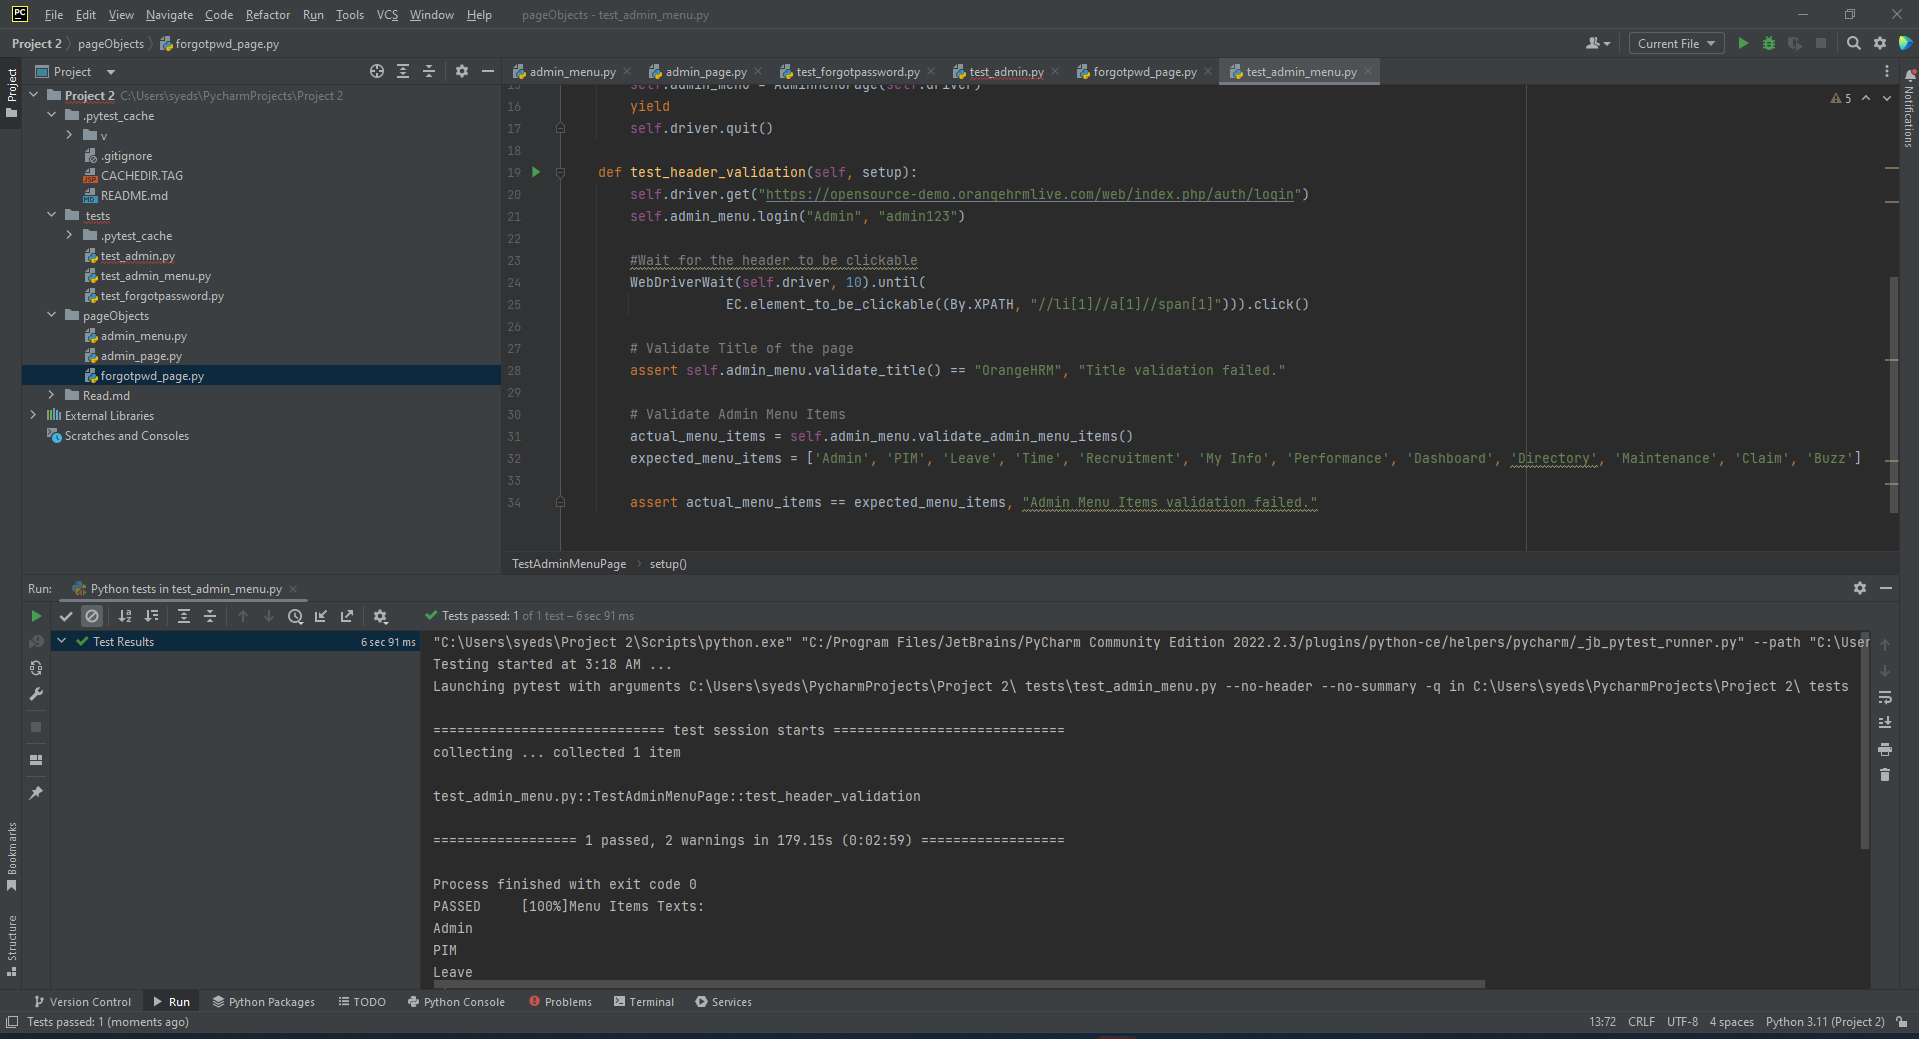 PC File Edit View Navigate Code Refactor Run Tools VCS Window Help pageObjects - test_admin_menu.py
Project 2 pageObjects forgotpwd_page.py Current File
Project
Project
admin_menu.py admin_page.py test_forgotpassword.py test_admin.py forgotpwd_page.py test_admin_menu.py
Notifications
Project 2 C:\Users\syeds\PycharmProjects\Project 2
.pytest_cache
v
.gitignore
CACHEDIR.TAG
README.md
tests
.pytest_cache
test_admin.py
test_admin_menu.py
test_forgotpassword.py
pageObjects
admin_menu.py
admin_page.py
forgotpwd_page.py
Read.md
External Libraries
Scratches and Consoles
5
15 self.admin_menu = AdminMenuPage(self.driver)
16 yield
17 self.driver.quit()
18
19 def test_header_validation(self, setup):
20 self.driver.get("https://opensource-demo.orangehrmlive.com/web/index.php/auth/login")
21 self.admin_menu.login("Admin", "admin123")
22
23 #Wait for the header to be clickable
24 WebDriverWait(self.driver, 10).until(
25 EC.element_to_be_clickable((By.XPATH, "//li[1]//a[1]//span[1]"))).click()
26
27 # Validate Title of the page
28 assert self.admin_menu.validate_title() == "OrangeHRM", "Title validation failed."
29
30 # Validate Admin Menu Items
31 actual_menu_items = self.admin_menu.validate_admin_menu_items()
32 expected_menu_items = ['Admin', 'PIM', 'Leave', 'Time', 'Recruitment', 'My Info', 'Performance', 'Dashboard', 'Directory', 'Maintenance', 'Claim', 'Buzz']
33
34 assert actual_menu_items == expected_menu_items, "Admin Menu Items validation failed."
TestAdminMenuPage setup()
Run: Python tests in test_admin_menu.py
Tests passed: 1 of 1 test – 6 sec 91 ms
Test Results 6 sec 91 ms
"C:\Users\syeds\Project 2\Scripts\python.exe" "C:/Program Files/JetBrains/PyCharm Community Edition 2022.2.3/plugins/python-ce/helpers/pycharm/_jb_pytest_runner.py" --path "C:\User
Testing started at 3:18 AM ...
Launching pytest with arguments C:\Users\syeds\PycharmProjects\Project 2\ tests\test_admin_menu.py --no-header --no-summary -q in C:\Users\syeds\PycharmProjects\Project 2\ tests
============================= test session starts =============================
collecting ... collected 1 item
test_admin_menu.py::TestAdminMenuPage::test_header_validation
================== 1 passed, 2 warnings in 179.15s (0:02:59) ==================
Process finished with exit code 0
PASSED [100%]Menu Items Texts:
Admin
PIM
Leave
Bookmarks
Structure
Version Control Run Python Packages TODO Python Console Problems Terminal Services
Tests passed: 1 (moments ago) 13:72 CRLF UTF-8 4 spaces Python 3.11 (Project 2)